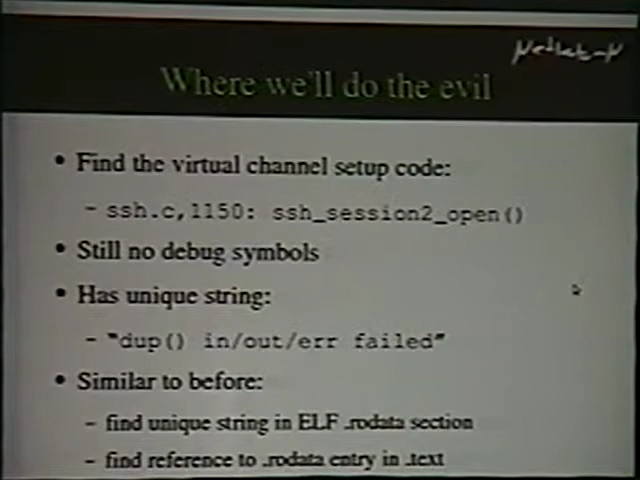 Where we'll do the evil
• Find the virtual channel setup code:
– ssh.c,1150: ssh_session2_open()
• Still no debug symbols
• Has unique string:
– "dup() in/out/err failed"
• Similar to before:
– find unique string in ELF .rodata section
– find reference to .rodata entry in .text